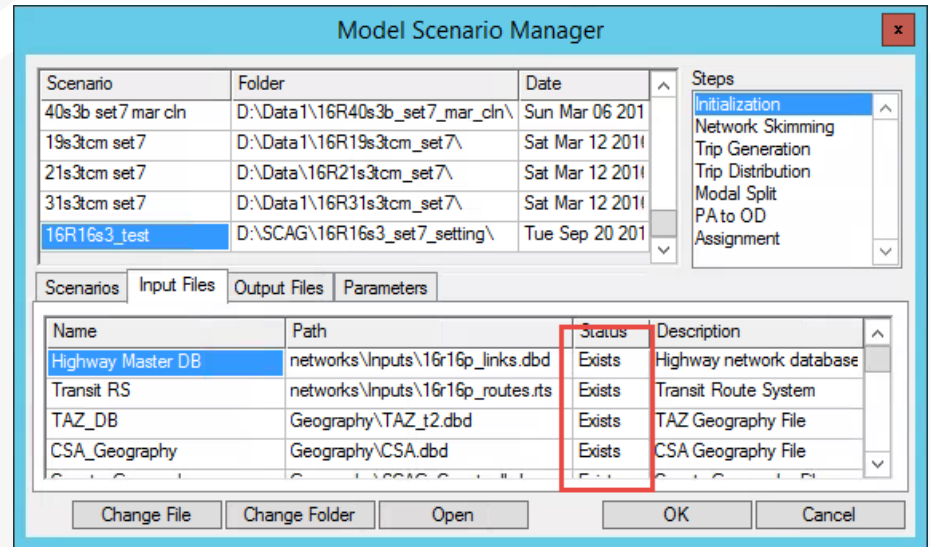 Model Scenario Manager
x
Scenario Folder Date
40s3b set7 mar cln D:\Data1\16R40s3b_set7_mar_cln\ Sun Mar 06 201
19s3tcm set7 D:\Data1\16R19s3tcm_set7\ Sat Mar 12 201
21s3tcm set7 D:\Data\16R21s3tcm_set7\ Sat Mar 12 201
31s3tcm set7 D:\Data1\16R31s3tcm_set7\ Sat Mar 12 201
16R16s3_test D:\SCAG\16R16s3_set7_setting\ Tue Sep 20 201
Steps
Initialization
Network Skimming
Trip Generation
Trip Distribution
Modal Split
PA to OD
Assignment
Scenarios Input Files Output Files Parameters
Name Path Status Description
Highway Master DB networks\Inputs\16r16p_links.dbd Exists Highway network database
Transit RS networks\Inputs\16r16p_routes.rts Exists Transit Route System
TAZ_DB Geography\TAZ_t2.dbd Exists TAZ Geography File
CSA_Geography Geography\CSA.dbd Exists CSA Geography File
Change File Change Folder Open OK Cancel